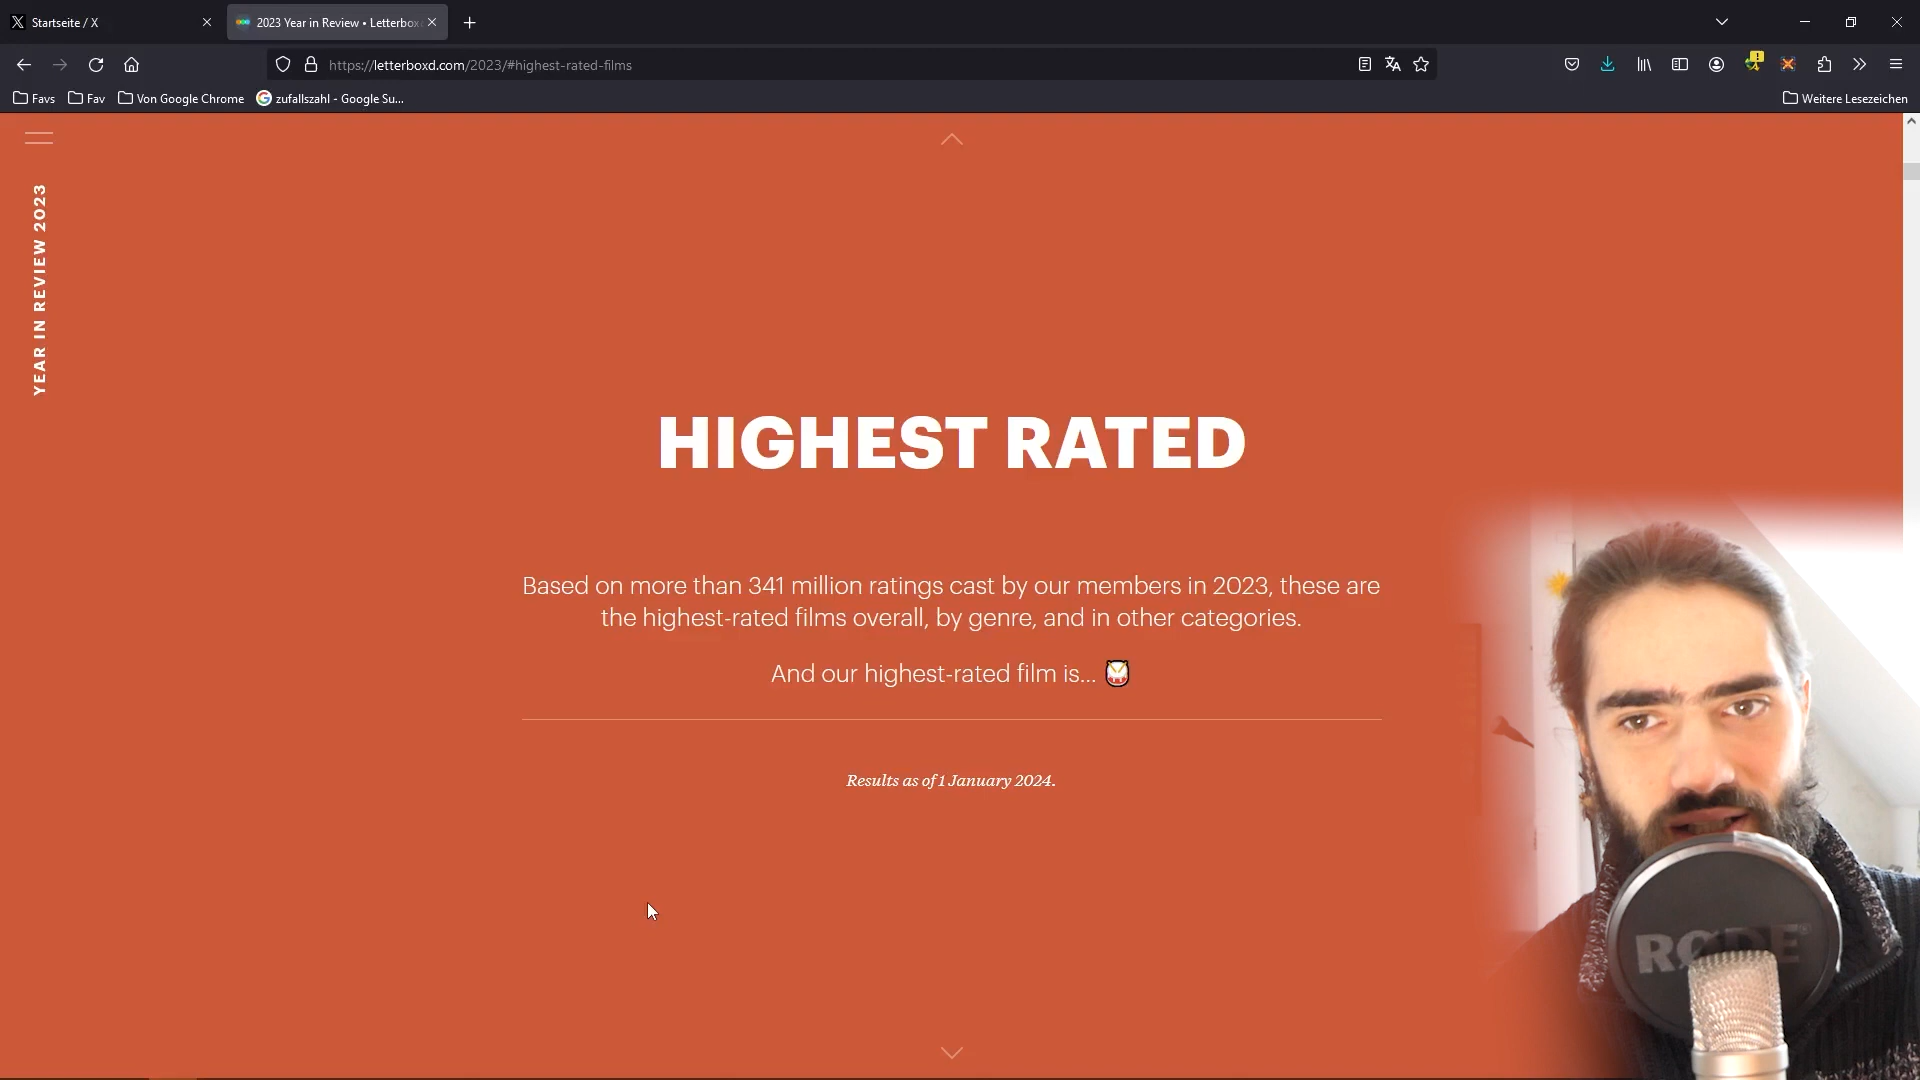 Startseite / X
2023 Year in Review • Letterbox
https://letterboxd.com/2023/#highest-rated-films
Favs
Fav
Von Google Chrome
zufallszahl - Google Su...
Weitere Lesezeichen
YEAR IN REVIEW 2023
HIGHEST RATED
Based on more than 341 million ratings cast by our members in 2023, these are
the highest-rated films overall, by genre, and in other categories.
And our highest-rated film is...
Results as of 1 January 2024.
RØDE